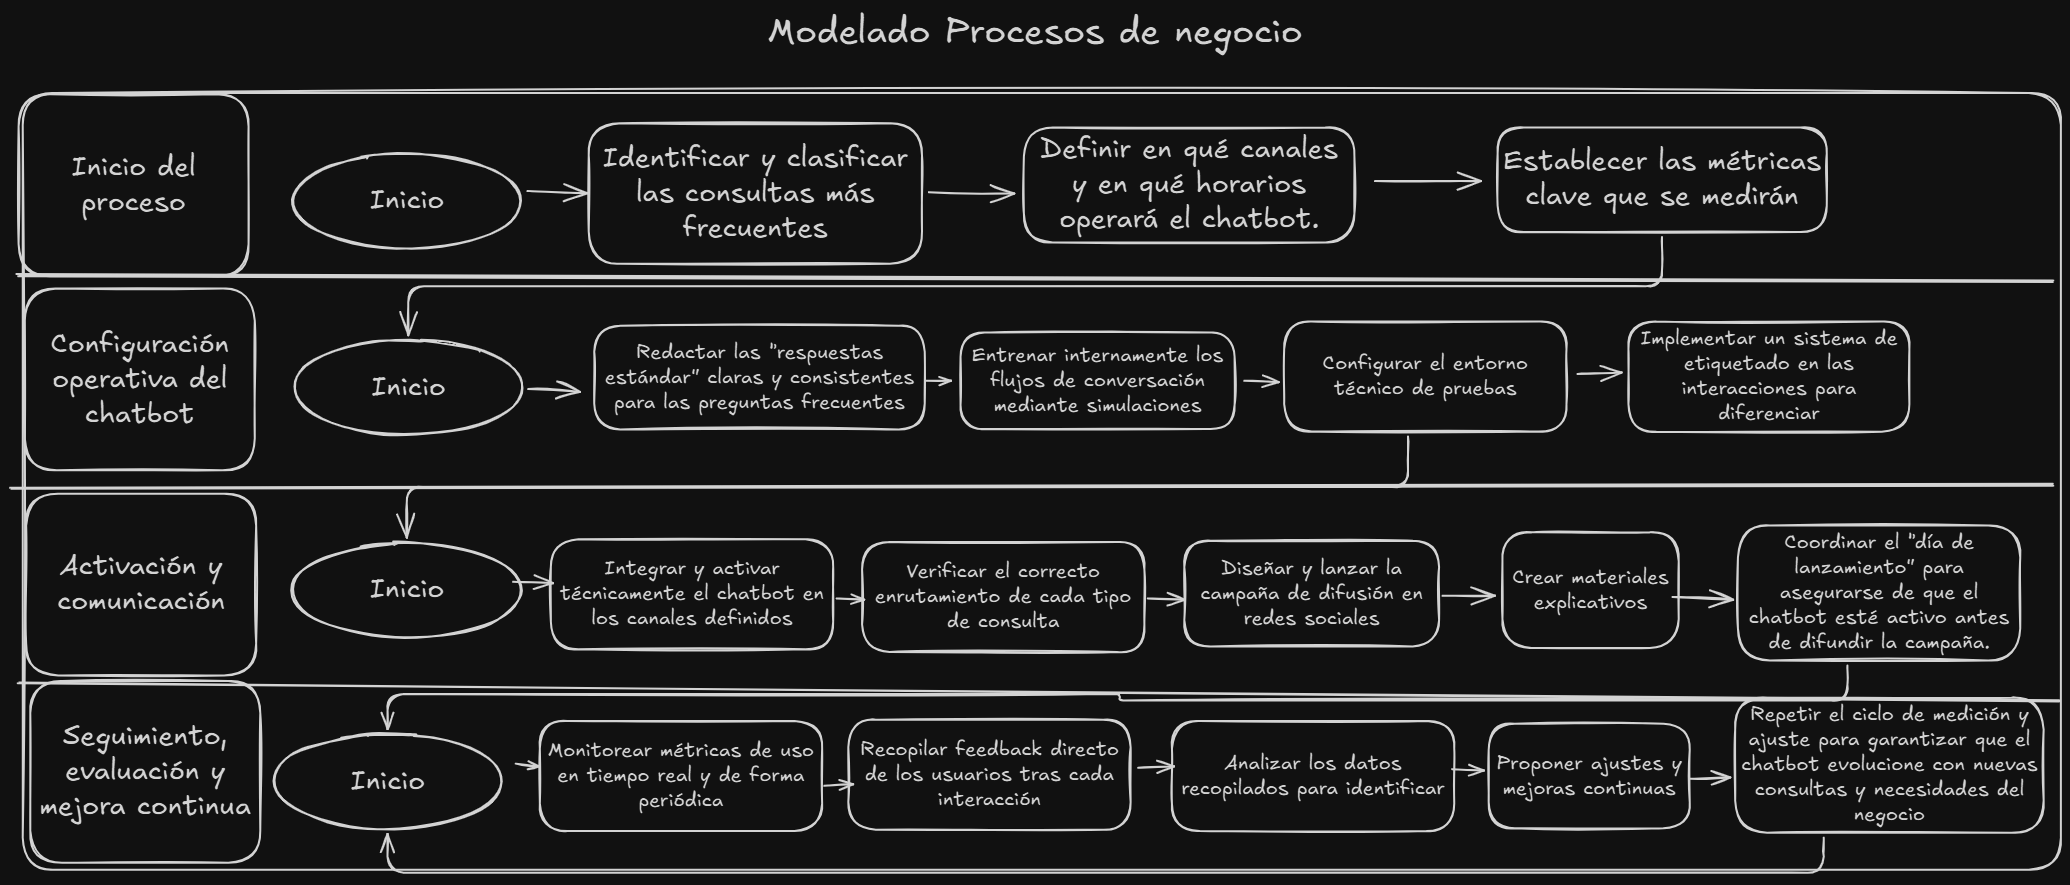 Modelado Procesos de negocio
Inicio del
proceso
Inicio
Identificar y clasificar
las consultas más
frecuentes
Definir en qué canales
y en qué horarios
operará el chatbot.
Establecer las métricas
clave que se medirán
Configuración
operativa del
chatbot
Inicio
Redactar las "respuestas
estándar" claras y consistentes
para las preguntas frecuentes
Entrenar internamente los
flujos de conversación
mediante simulaciones
Configurar el entorno
técnico de pruebas
Implementar un sistema de
etiquetado en las
interacciones para
diferenciar
Activación y
comunicación
Inicio
Integrar y activar
técnicamente el chatbot en
los canales definidos
Verificar el correcto
enrutamiento de cada tipo
de consulta
Diseñar y lanzar la
campaña de difusión en
redes sociales
Crear materiales
explicativos
Coordinar el "día de
lanzamiento" para
asegurarse de que el
chatbot esté activo antes
de difundir la campaña.
Seguimiento,
evaluación y
mejora continua
Inicio
Monitorear métricas de uso
en tiempo real y de forma
periódica
Recopilar feedback directo
de los usuarios tras cada
interacción
Analizar los datos
recopilados para identificar
Proponer ajustes y
mejoras continuas
Repetir el ciclo de medición y
ajuste para garantizar que el
chatbot evolucione con nuevas
consultas y necesidades del
negocio